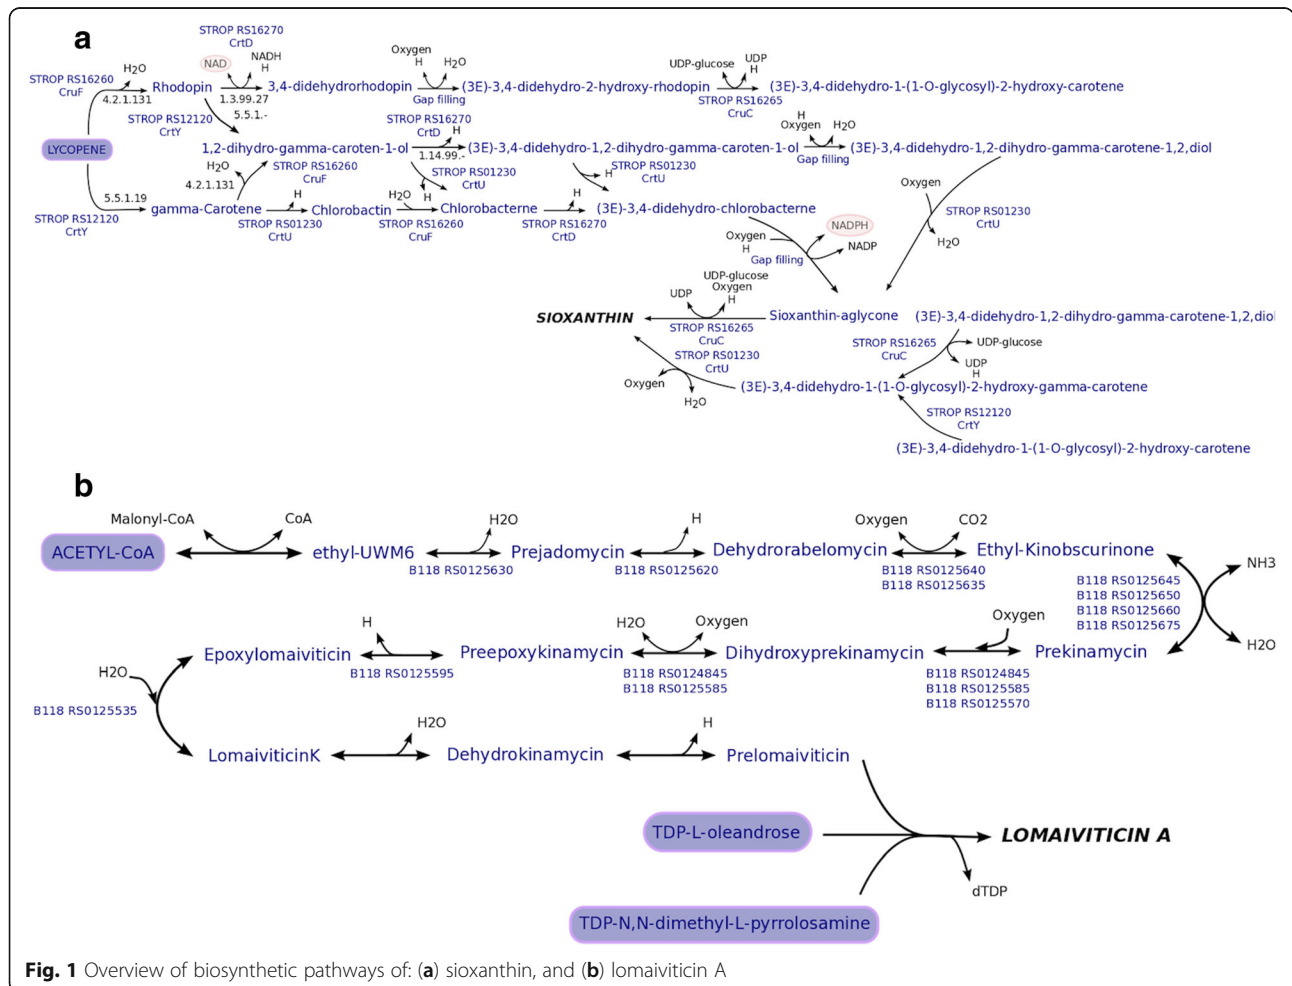 a
STROP RS16270
CrtD
NAD
NADH
H
Oxygen
H
H2O
UDP-glucose
UDP
H
STROP RS16260
CruF
H2O
4.2.1.131
Rhodopin
1.3.99.27
3,4-didehydrorhodopin
Gap filling
(3E)-3,4-didehydro-2-hydroxy-rhodopin
STROP RS16265
CruC
(3E)-3,4-didehydro-1-(1-O-glycosyl)-2-hydroxy-carotene
5.5.1.-
STROP RS12120
CrtY
STROP RS16270
CrtD
H
H
Oxygen
H2O
LYCOPENE
1,2-dihydro-gamma-caroten-1-ol
1.14.99.-
(3E)-3,4-didehydro-1,2-dihydro-gamma-caroten-1-ol
Gap filling
(3E)-3,4-didehydro-1,2-dihydro-gamma-carotene-1,2,diol
H2O
4.2.1.131
STROP RS16260
CruF
STROP RS01230
CrtU
H
H
STROP RS01230
CrtU
5.5.1.19
STROP RS12120
CrtY
gamma-Carotene
H
STROP RS01230
CrtU
Chlorobactin
H2O
STROP RS16260
CruF
Chlorobacterne
H
STROP RS16270
CrtD
(3E)-3,4-didehydro-chlorobacterne
Oxygen
STROP RS01230
CrtU
H2O
Oxygen
H
Gap filling
NADPH
NADP
UDP-glucose
Oxygen
H
UDP
SIOXANTHIN
STROP RS16265
CruC
Sioxanthin-aglycone
(3E)-3,4-didehydro-1,2-dihydro-gamma-carotene-1,2,diol
STROP RS16265
CruC
UDP-glucose
UDP
H
STROP RS01230
CrtU
Oxygen
H2O
(3E)-3,4-didehydro-1-(1-O-glycosyl)-2-hydroxy-gamma-carotene
STROP RS12120
CrtY
(3E)-3,4-didehydro-1-(1-O-glycosyl)-2-hydroxy-carotene
b
Malonyl-CoA
CoA
H2O
H
Oxygen
CO2
ACETYL-CoA
ethyl-UWM6
B118 RS0125630
Prejadomycin
B118 RS0125620
Dehydrorabelomycin
B118 RS0125640
B118 RS0125635
Ethyl-Kinobscurinone
B118 RS0125645
B118 RS0125650
B118 RS0125660
B118 RS0125675
NH3
H2O
H
H2O
Oxygen
Oxygen
Epoxylomaiviticin
B118 RS0125595
Preepoxykinamycin
B118 RS0124845
B118 RS0125585
Dihydroxyprekinamycin
B118 RS0124845
B118 RS0125585
B118 RS0125570
Prekinamycin
H2O
B118 RS0125535
H2O
H
LomaiviticinK
Dehydrokinamycin
Prelomaiviticin
TDP-L-oleandrose
LOMAIVITICIN A
dTDP
TDP-N,N-dimethyl-L-pyrrolosamine
Fig. 1 Overview of biosynthetic pathways of: (a) sioxanthin, and (b) lomaiviticin A